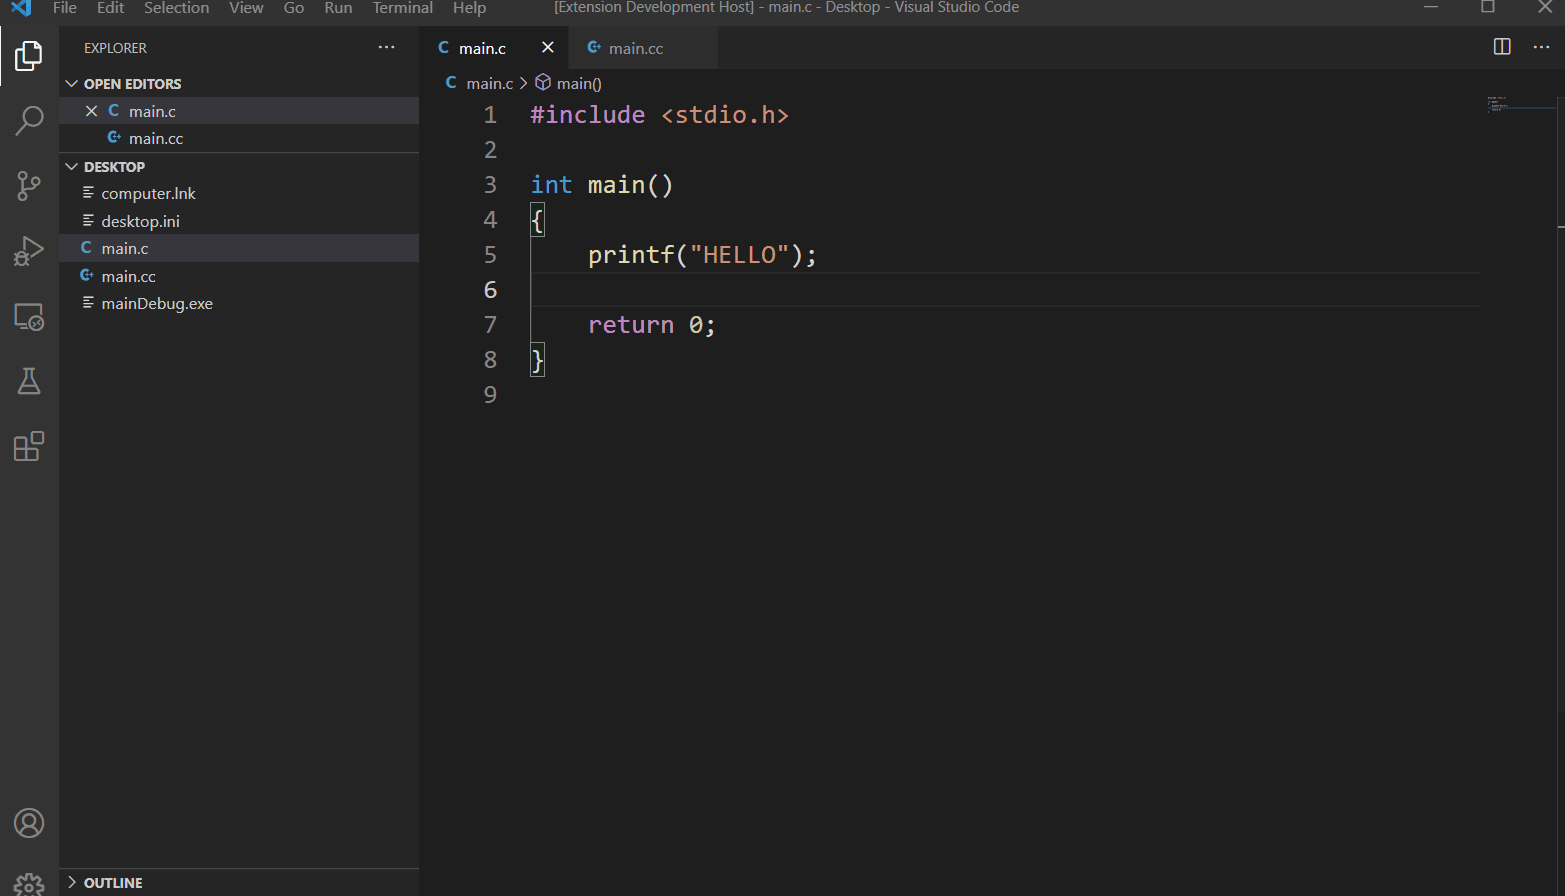 File Edit Selection View Go Run Terminal Help [Extension Development Host] - main.c - Desktop - Visual Studio Code
EXPLORER
OPEN EDITORS
C main.c
C+ main.cc
DESKTOP
computer.lnk
desktop.ini
C main.c
C+ main.cc
mainDebug.exe
OUTLINE
C main.c C+ main.cc
C main.c > main()
1 #include <stdio.h>
2
3 int main()
4 {
5     printf("HELLO");
6
7     return 0;
8 }
9